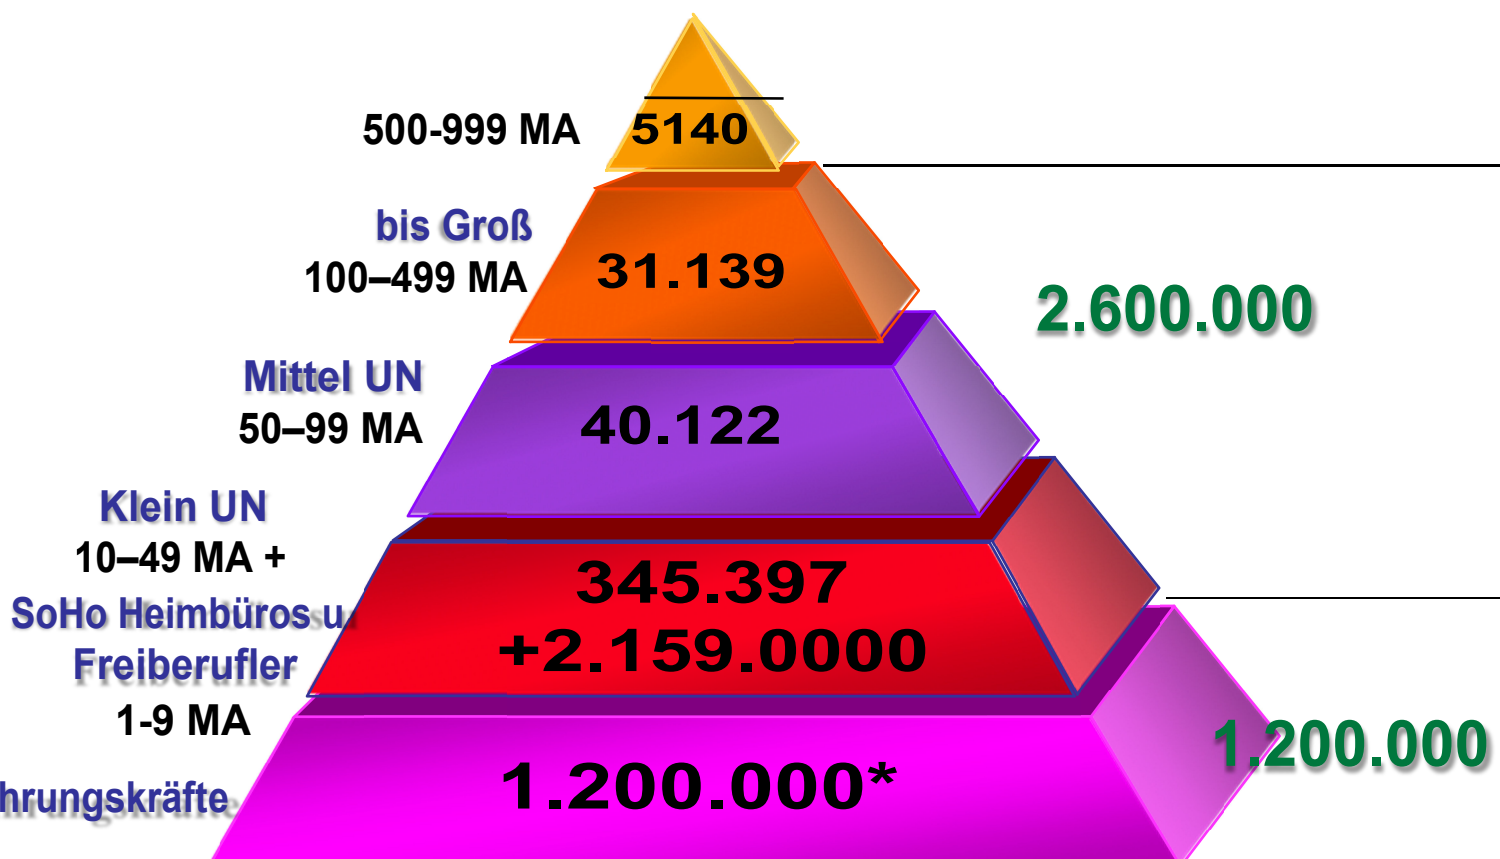 500-999 MA
5140
bis Groß
100–499 MA
31.139
2.600.000
Mittel UN
50–99 MA
40.122
Klein UN
10–49 MA +
345.397
SoHo Heimbüros u
Freiberufler
+2.159.0000
1-9 MA
1.200.000
hrungskräfte
1.200.000*